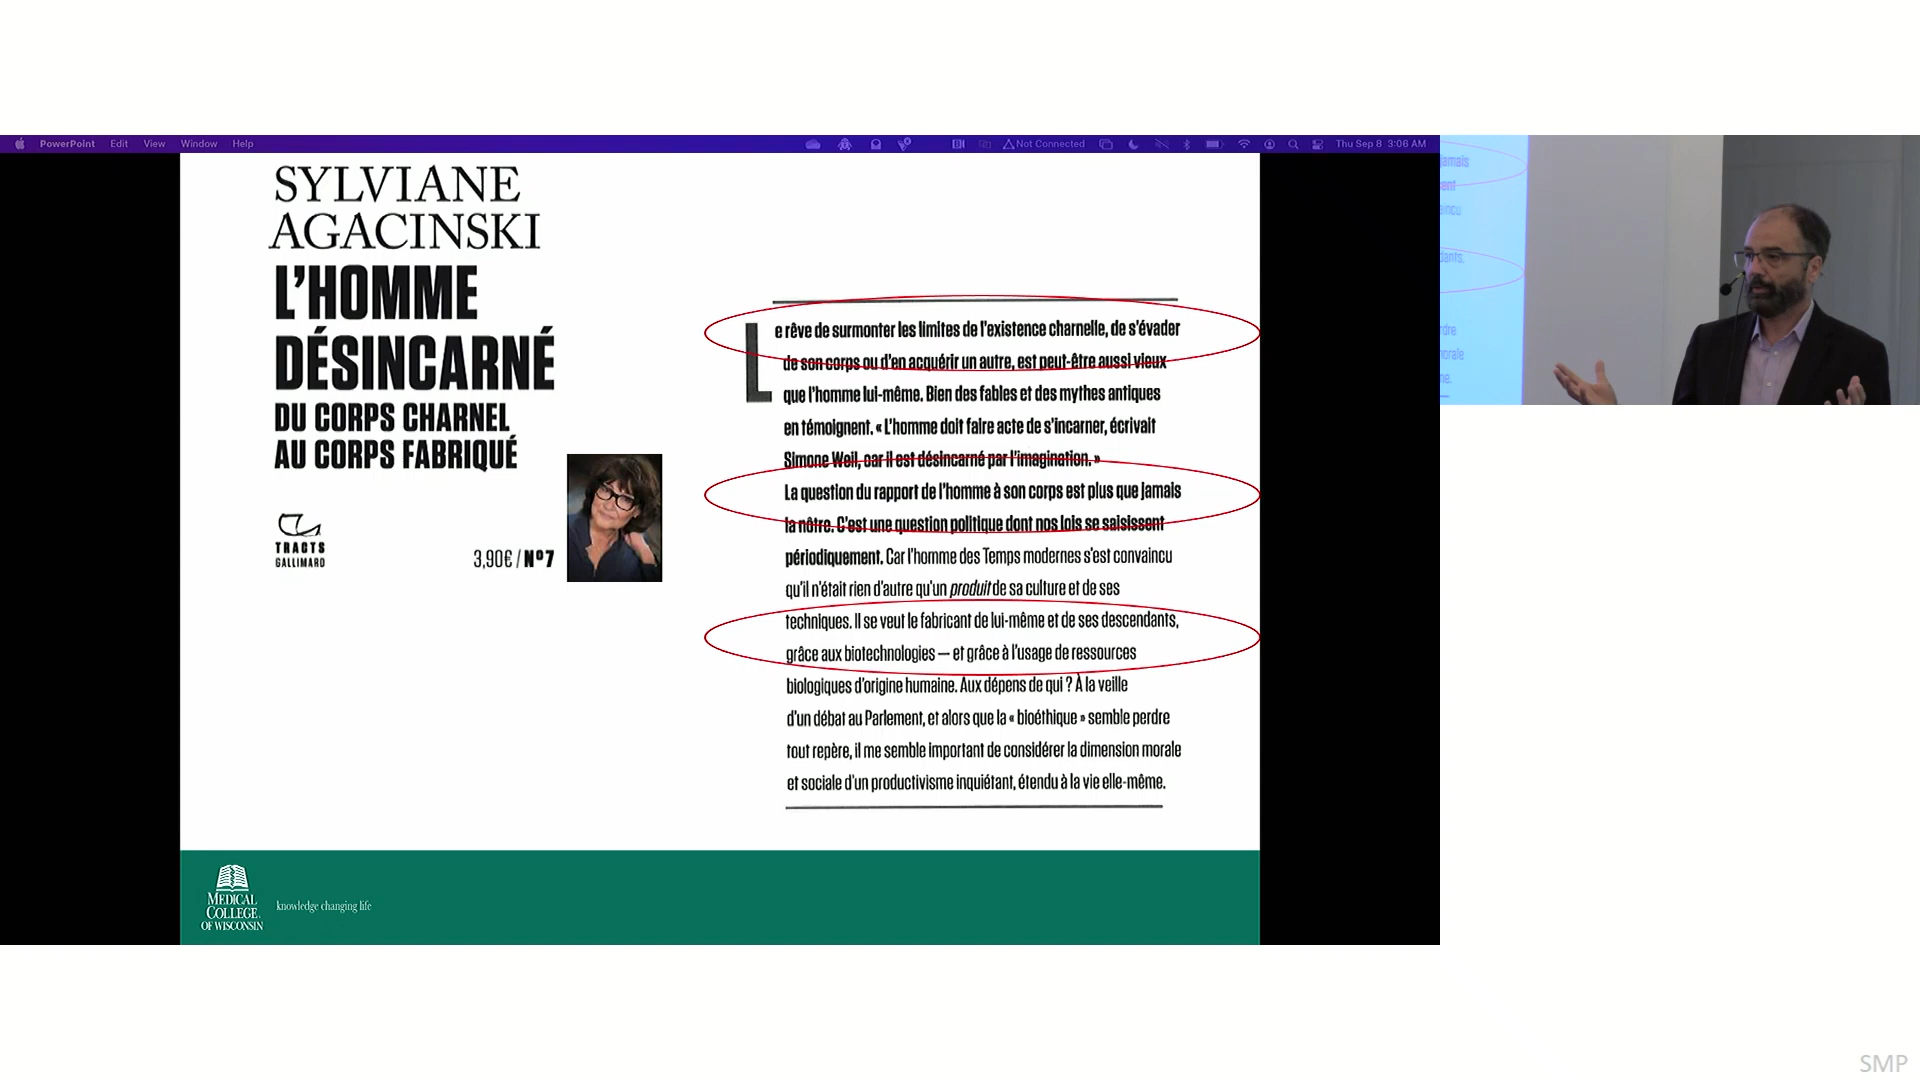 PowerPoint Edit View Window Help
Not Connected
Thu Sep 8 3:06 AM
SYLVIANE
AGACINSKI
L'HOMME
DÉSINCARNÉ
DU CORPS CHARNEL
AU CORPS FABRIQUÉ
TRACTS
GALLIMARD
3,90€ / Nº7
Le rêve de surmonter les limites de l'existence charnelle, de s'évader
de son corps ou d'en acquérir un autre, est peut-être aussi vieux
que l'homme lui-même. Bien des fables et des mythes antiques
en témoignent. « L'homme doit faire acte de s'incarner, écrivait
Simone Weil, car il est désincarné par l'imagination. »
La question du rapport de l'homme à son corps est plus que jamais
la nôtre. C'est une question politique dont nos lois se saisissent
périodiquement. Car l'homme des Temps modernes s'est convaincu
qu'il n'était rien d'autre qu'un produit de sa culture et de ses
techniques. Il se veut le fabricant de lui-même et de ses descendants,
grâce aux biotechnologies — et grâce à l'usage de ressources
biologiques d'origine humaine. Aux dépens de qui ? À la veille
d'un débat au Parlement, et alors que la « bioéthique » semble perdre
tout repère, il me semble important de considérer la dimension morale
et sociale d'un productivisme inquiétant, étendu à la vie elle-même.
MEDICAL
COLLEGE
OF WISCONSIN
knowledge changing life
jamais
sent
aincu
dants,
rdre
orale
me.
SMP